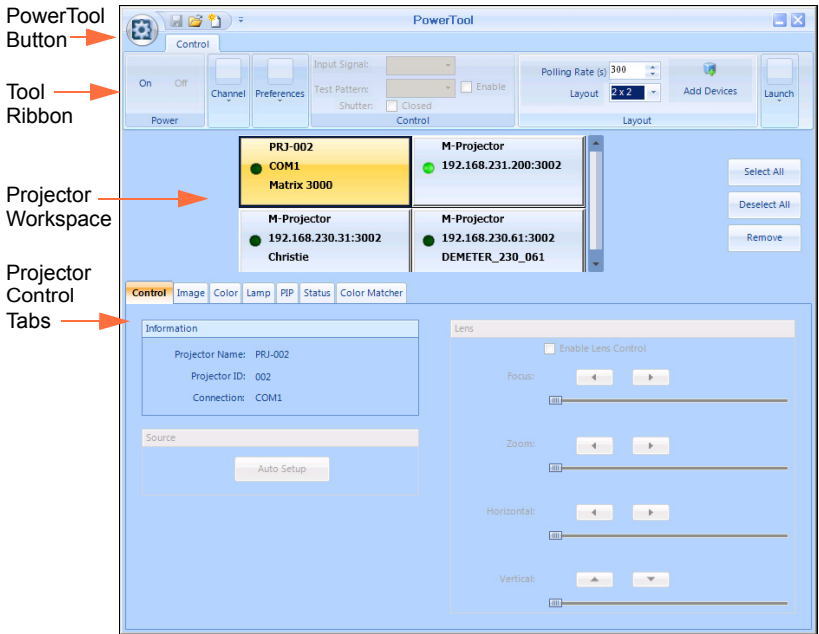 PowerTool
Button
Tool
Ribbon
Projector
Workspace
Projector
Control
Tabs
PowerTool
Control
On Off
Power
Channel
Preferences
Input Signal:
Test Pattern: Enable
Shutter: Closed
Control
Polling Rate (s) 300
Layout 2 x 2
Add Devices
Layout
Launch
PRJ-002
COM1
Matrix 3000
M-Projector
192.168.231.200:3002
M-Projector
192.168.230.31:3002
Christie
M-Projector
192.168.230.61:3002
DEMETER_230_061
Select All
Deselect All
Remove
Control Image Color Lamp PIP Status Color Matcher
Information
Projector Name: PRJ-002
Projector ID: 002
Connection: COM1
Source
Auto Setup
Lens
Enable Lens Control
Focus:
Zoom:
Horizontal:
Vertical: